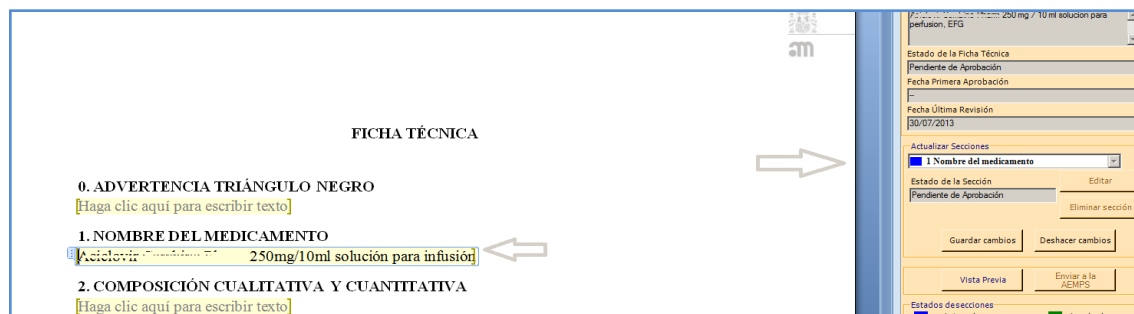 FICHA TÉCNICA
0. ADVERTENCIA TRIÁNGULO NEGRO
[Haga clic aquí para escribir texto]
1. NOMBRE DEL MEDICAMENTO
Aciclovir 250mg/10ml solución para infusión
2. COMPOSICIÓN CUALITATIVA Y CUANTITATIVA
[Haga clic aquí para escribir texto]
250 mg / 10 ml solucion para
perfusion, EFG
Estado de la Ficha Técnica
Pendiente de Aprobación
Fecha Primera Aprobación
--
Fecha Última Revisión
30/07/2013
Actualizar Secciones
1 Nombre del medicamento
Estado de la Sección
Editar
Pendiente de Aprobación
Eliminar sección
Guardar cambios Deshacer cambios
Vista Previa
Enviar a la
AEMPS
Estados de secciones